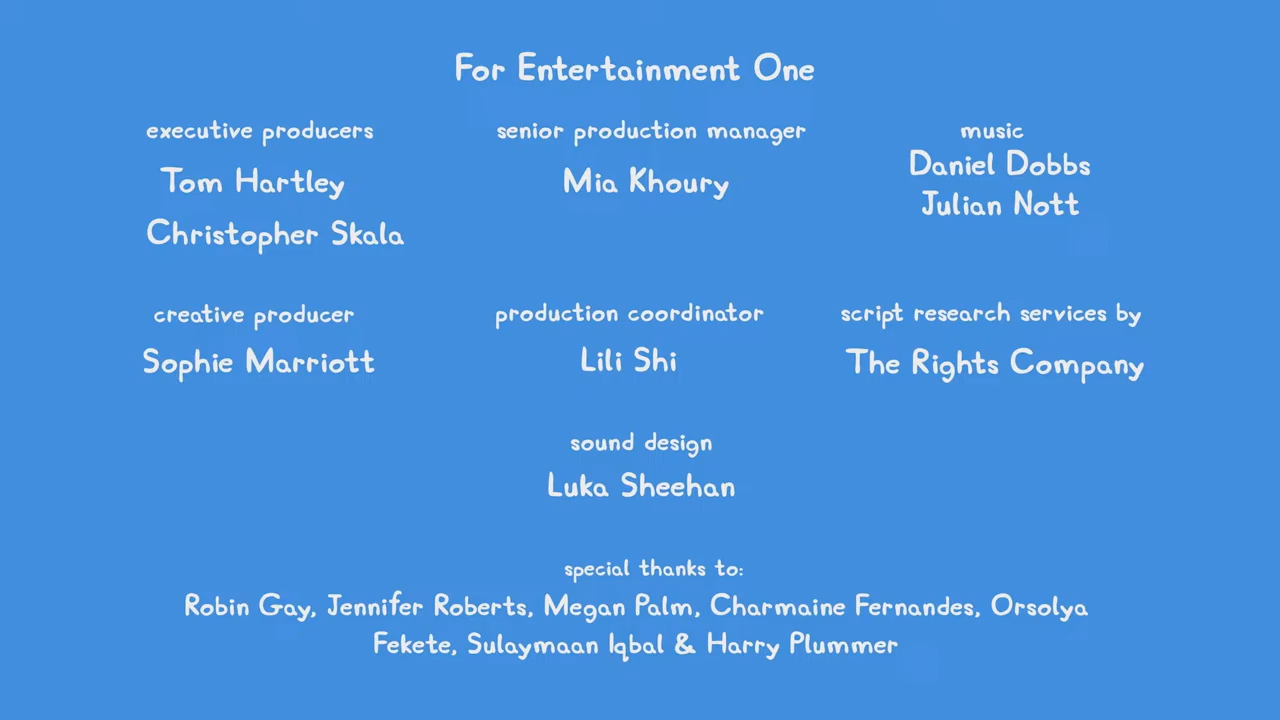 For Entertainment One
executive producers
Tom Hartley
Christopher Skala
senior production manager
Mia Khoury
music
Daniel Dobbs
Julian Nott
creative producer
Sophie Marriott
production coordinator
Lili Shi
script research services by
The Rights Company
sound design
Luka Sheehan
special thanks to:
Robin Gay, Jennifer Roberts, Megan Palm, Charmaine Fernandes, Orsolya
Fekete, Sulaymaan Iqbal & Harry Plummer